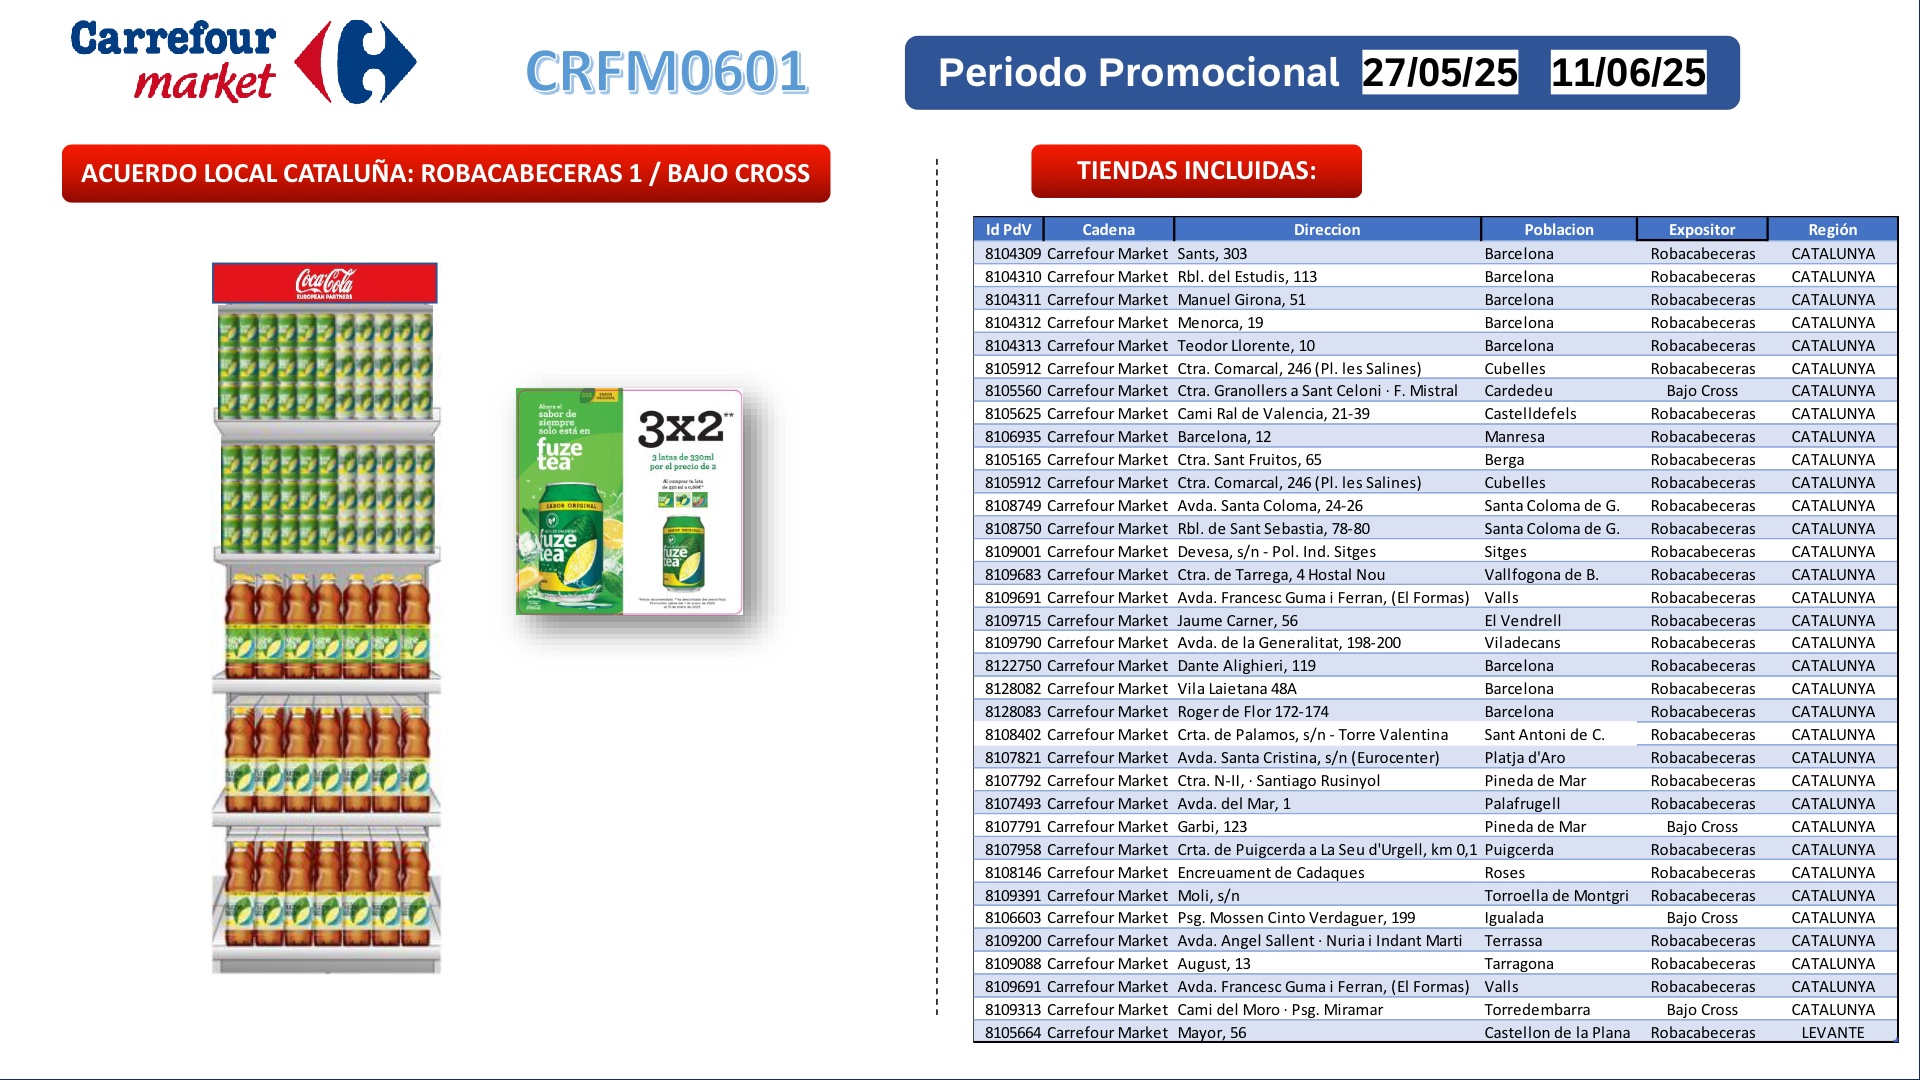 Carrefour
market
CRFM0601
Periodo Promocional 27/05/25 11/06/25
ACUERDO LOCAL CATALUÑA: ROBACABECERAS 1 / BAJO CROSS
Coca-Cola
EUROPEAN PARTNERS
Ahora el
sabor de
siempre
solo está en
fuze
tea
SABOR ORIGINAL
fuze
tea
3x2**
3 latas de 330ml
por el precio de 2
fuze
tea
TIENDAS INCLUIDAS:
Id PdV Cadena Direccion Poblacion Expositor Región
8104309 Carrefour Market Sants, 303 Barcelona Robacabeceras CATALUNYA
8104310 Carrefour Market Rbl. del Estudis, 113 Barcelona Robacabeceras CATALUNYA
8104311 Carrefour Market Manuel Girona, 51 Barcelona Robacabeceras CATALUNYA
8104312 Carrefour Market Menorca, 19 Barcelona Robacabeceras CATALUNYA
8104313 Carrefour Market Teodor Llorente, 10 Barcelona Robacabeceras CATALUNYA
8105912 Carrefour Market Ctra. Comarcal, 246 (Pl. les Salines) Cubelles Robacabeceras CATALUNYA
8105560 Carrefour Market Ctra. Granollers a Sant Celoni · F. Mistral Cardedeu Bajo Cross CATALUNYA
8105625 Carrefour Market Cami Ral de Valencia, 21-39 Castelldefels Robacabeceras CATALUNYA
8106935 Carrefour Market Barcelona, 12 Manresa Robacabeceras CATALUNYA
8105165 Carrefour Market Ctra. Sant Fruitos, 65 Berga Robacabeceras CATALUNYA
8105912 Carrefour Market Ctra. Comarcal, 246 (Pl. les Salines) Cubelles Robacabeceras CATALUNYA
8108749 Carrefour Market Avda. Santa Coloma, 24-26 Santa Coloma de G. Robacabeceras CATALUNYA
8108750 Carrefour Market Rbl. de Sant Sebastia, 78-80 Santa Coloma de G. Robacabeceras CATALUNYA
8109001 Carrefour Market Devesa, s/n - Pol. Ind. Sitges Sitges Robacabeceras CATALUNYA
8109683 Carrefour Market Ctra. de Tarrega, 4 Hostal Nou Vallfogona de B. Robacabeceras CATALUNYA
8109691 Carrefour Market Avda. Francesc Guma i Ferran, (El Formas) Valls Robacabeceras CATALUNYA
8109715 Carrefour Market Jaume Carner, 56 El Vendrell Robacabeceras CATALUNYA
8109790 Carrefour Market Avda. de la Generalitat, 198-200 Viladecans Robacabeceras CATALUNYA
8122750 Carrefour Market Dante Alighieri, 119 Barcelona Robacabeceras CATALUNYA
8128082 Carrefour Market Vila Laietana 48A Barcelona Robacabeceras CATALUNYA
8128083 Carrefour Market Roger de Flor 172-174 Barcelona Robacabeceras CATALUNYA
8108402 Carrefour Market Crta. de Palamos, s/n - Torre Valentina Sant Antoni de C. Robacabeceras CATALUNYA
8107821 Carrefour Market Avda. Santa Cristina, s/n (Eurocenter) Platja d'Aro Robacabeceras CATALUNYA
8107792 Carrefour Market Ctra. N-II, · Santiago Rusinyol Pineda de Mar Robacabeceras CATALUNYA
8107493 Carrefour Market Avda. del Mar, 1 Palafrugell Robacabeceras CATALUNYA
8107791 Carrefour Market Garbi, 123 Pineda de Mar Bajo Cross CATALUNYA
8107958 Carrefour Market Crta. de Puigcerda a La Seu d'Urgell, km 0,1 Puigcerda Robacabeceras CATALUNYA
8108146 Carrefour Market Encreuament de Cadaques Roses Robacabeceras CATALUNYA
8109391 Carrefour Market Moli, s/n Torroella de Montgri Robacabeceras CATALUNYA
8106603 Carrefour Market Psg. Mossen Cinto Verdaguer, 199 Igualada Bajo Cross CATALUNYA
8109200 Carrefour Market Avda. Angel Sallent · Nuria i Indant Marti Terrassa Robacabeceras CATALUNYA
8109088 Carrefour Market August, 13 Tarragona Robacabeceras CATALUNYA
8109691 Carrefour Market Avda. Francesc Guma i Ferran, (El Formas) Valls Robacabeceras CATALUNYA
8109313 Carrefour Market Cami del Moro · Psg. Miramar Torredembarra Bajo Cross CATALUNYA
8105664 Carrefour Market Mayor, 56 Castellon de la Plana Robacabeceras LEVANTE